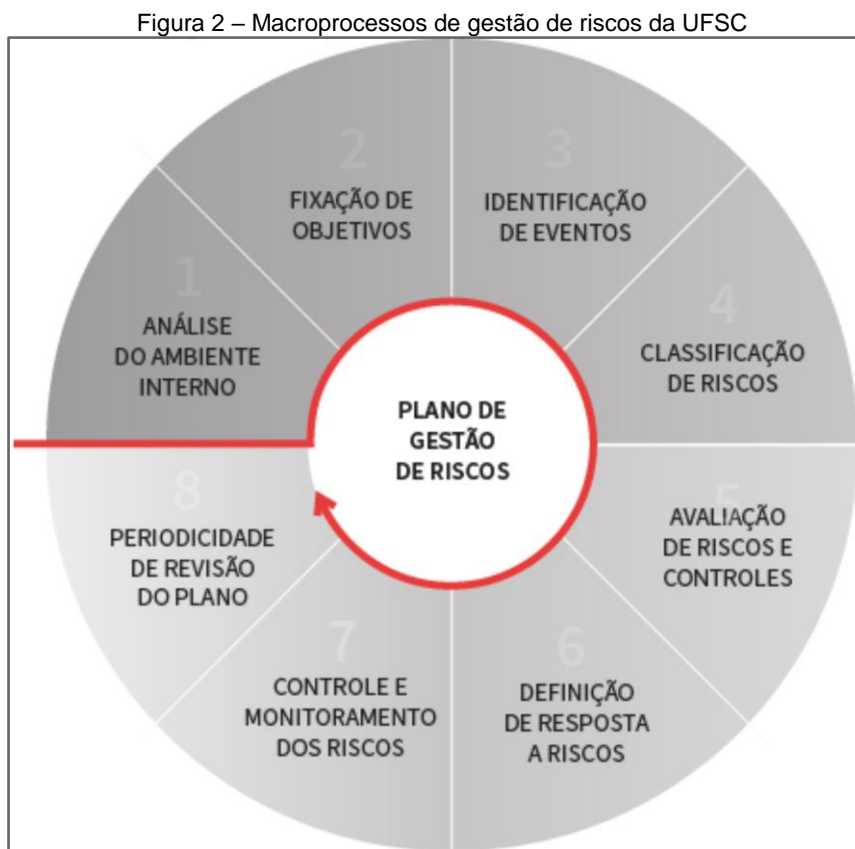 Figura 2 – Macroprocessos de gestão de riscos da UFSC
1
ANÁLISE
DO AMBIENTE
INTERNO
2
FIXAÇÃO DE
OBJETIVOS
3
IDENTIFICAÇÃO
DE EVENTOS
4
CLASSIFICAÇÃO
DE RISCOS
5
AVALIAÇÃO
DE RISCOS E
CONTROLES
6
DEFINIÇÃO
DE RESPOSTA
A RISCOS
7
CONTROLE E
MONITORAMENTO
DOS RISCOS
8
PERIODICIDADE
DE REVISÃO
DO PLANO
PLANO DE
GESTÃO
DE RISCOS